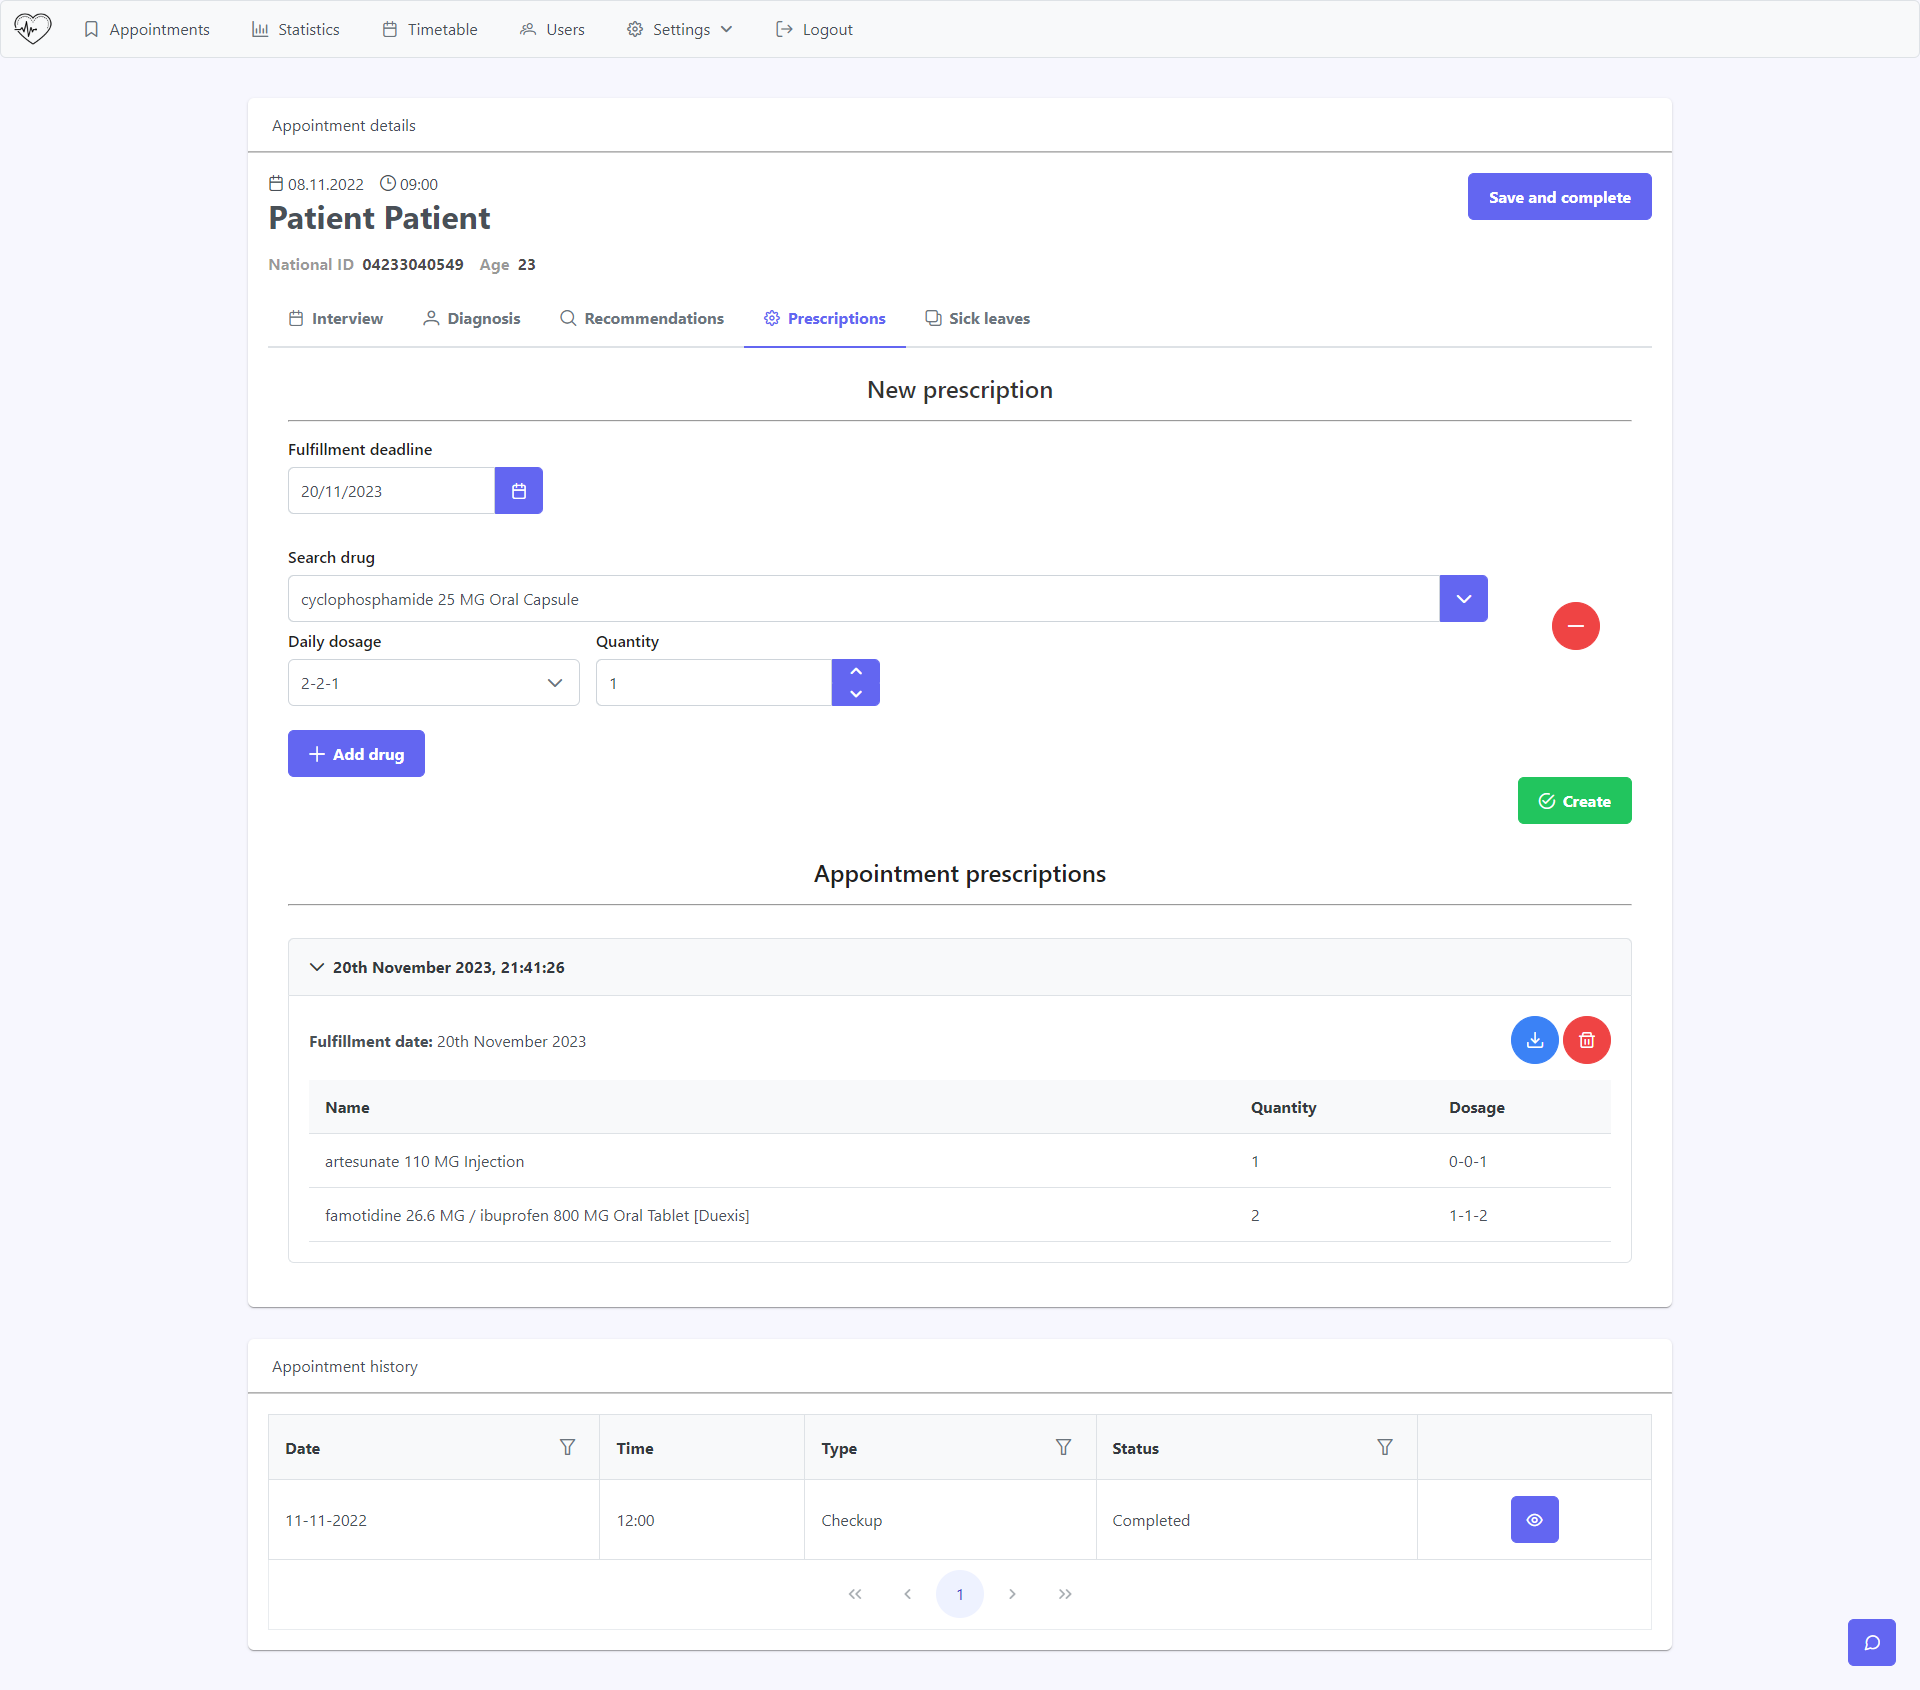 Appointments Statistics Timetable Users Settings Logout
Appointment details
08.11.2022 09:00
Save and complete
Patient Patient
National ID 04233040549 Age 23
Interview Diagnosis Recommendations Prescriptions Sick leaves
New prescription
Fulfillment deadline
20/11/2023
Search drug
cyclophosphamide 25 MG Oral Capsule
Daily dosage Quantity
2-2-1 1
Add drug
Create
Appointment prescriptions
20th November 2023, 21:41:26
Fulfillment date: 20th November 2023
Name Quantity Dosage
artesunate 110 MG Injection 1 0-0-1
famotidine 26.6 MG / ibuprofen 800 MG Oral Tablet [Duexis] 2 1-1-2
Appointment history
Date Time Type Status
11-11-2022 12:00 Checkup Completed
1